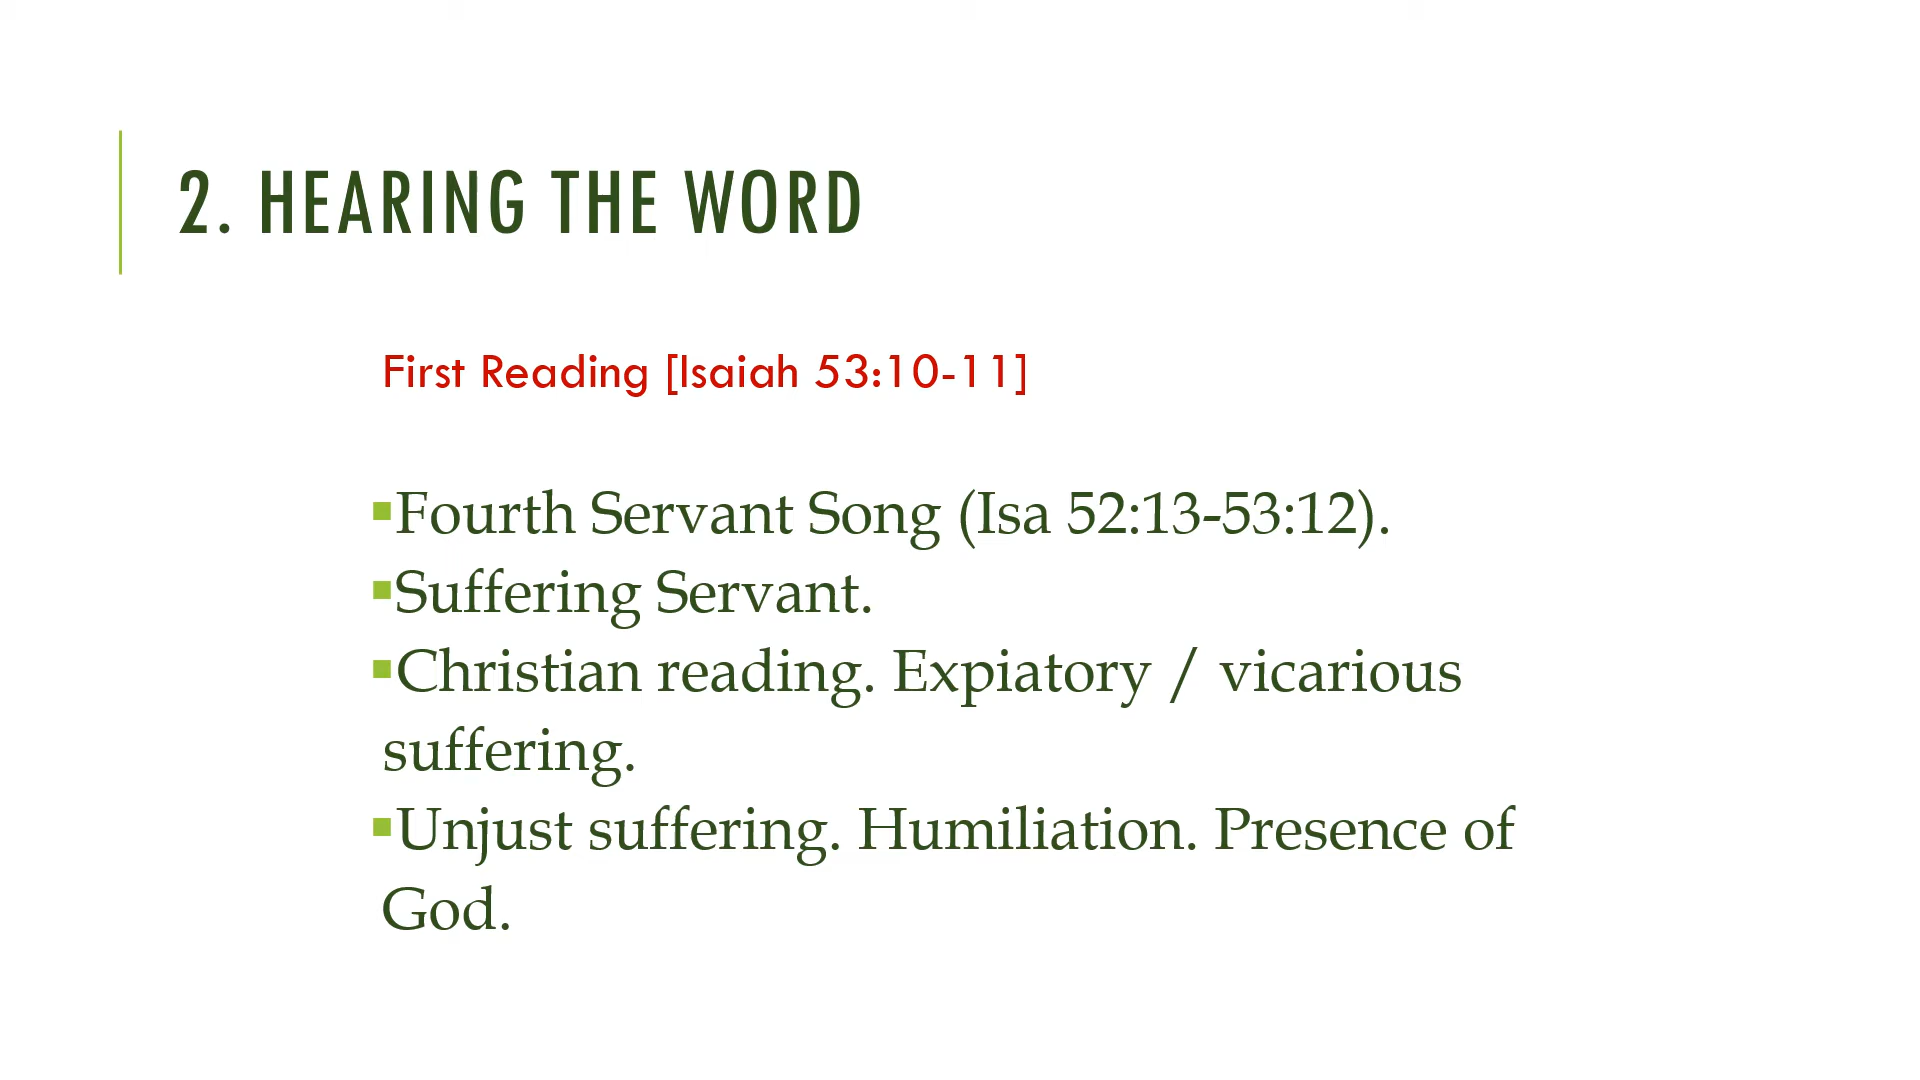 2. HEARING THE WORD
First Reading [Isaiah 53:10-11]
▪Fourth Servant Song (Isa 52:13-53:12).
▪Suffering Servant.
▪Christian reading. Expiatory / vicarious
suffering.
▪Unjust suffering. Humiliation. Presence of
God.